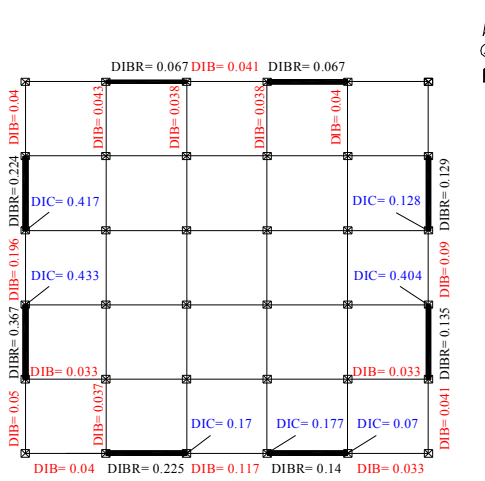 DIBR= 0.067 DIB= 0.041 DIBR= 0.067
DIB= 0.04
DIB= 0.043
DIB= 0.038
DIB= 0.038
DIB= 0.04
DIBR= 0.224
DIC= 0.417
DIC= 0.128
DIBR= 0.129
DIB= 0.196
DIC= 0.433
DIC= 0.404
DIB= 0.09
DIBR= 0.367
DIB= 0.033
DIB= 0.033
DIBR= 0.135
DIB= 0.05
DIB= 0.037
DIC= 0.17
DIC= 0.177
DIC= 0.07
DIB= 0.041
DIB= 0.04 DIBR= 0.225 DIB= 0.117 DIBR= 0.14 DIB= 0.033